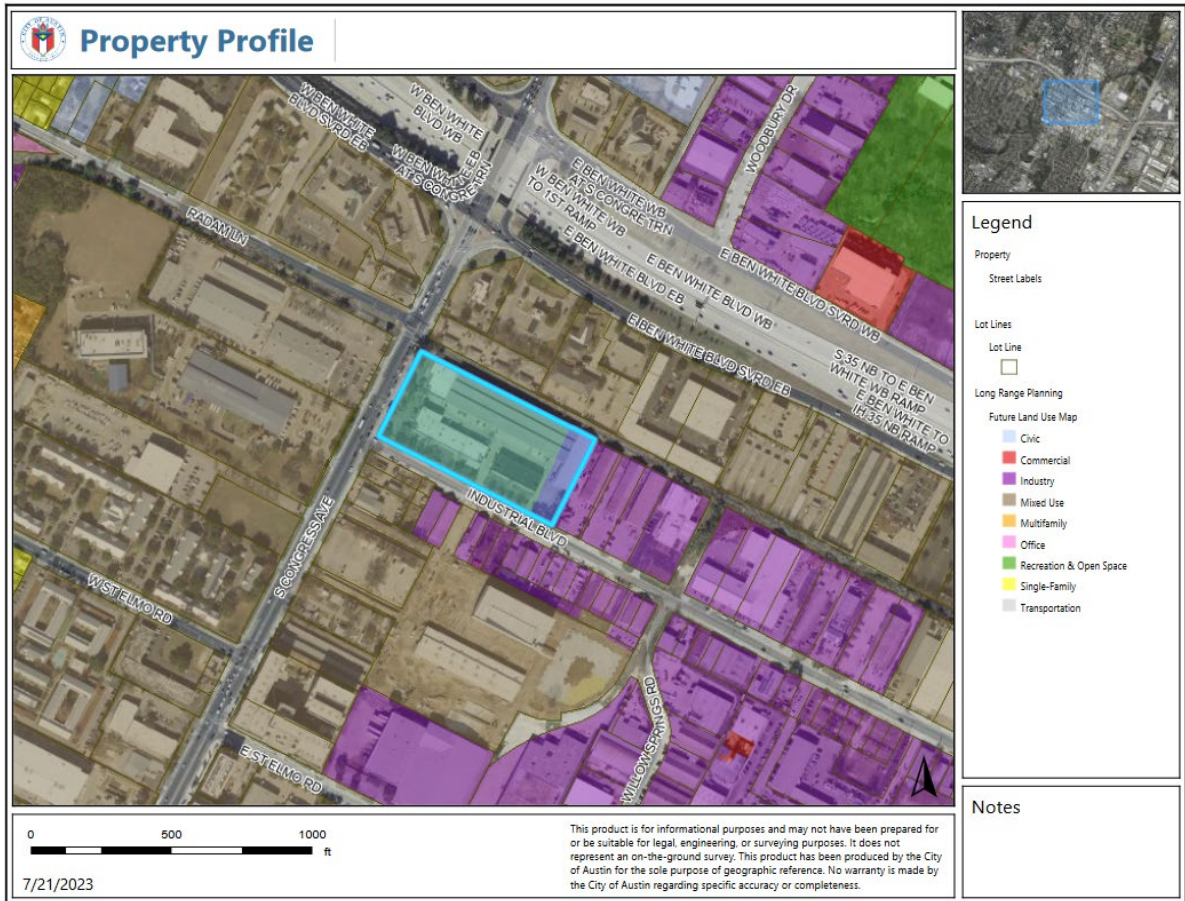 Property Profile
W BEN WHITE
BLVD SVRD EB
W BEN WHITE
BLVD WB
WOODBURY DR
E BEN WHITE WB
AT S CONGRE TRN
W BEN WHITE WB
TO 1ST RAMP
E BEN WHITE BLVD EB
E BEN WHITE BLVD WB
E BEN WHITE BLVD SVRD WB
RADAM LN
E BEN WHITE BLVD SVRD EB
S 35 NB TO E BEN
WHITE WB RAMP
E BEN WHITE TO
IH 35 NB RAMP
S CONGRESS AVE
INDUSTRIAL BLVD
W ST ELMO RD
E ST ELMO RD
WILLOW SPRINGS RD
Legend
Property
Street Labels
Lot Lines
Lot Line
Long Range Planning
Future Land Use Map
Civic
Commercial
Industry
Mixed Use
Multifamily
Office
Recreation & Open Space
Single-Family
Transportation
Notes
0 500 1000
ft
7/21/2023
This product is for informational purposes and may not have been prepared for
or be suitable for legal, engineering, or surveying purposes. It does not
represent an on-the-ground survey. This product has been produced by the City
of Austin for the sole purpose of geographic reference. No warranty is made by
the City of Austin regarding specific accuracy or completeness.